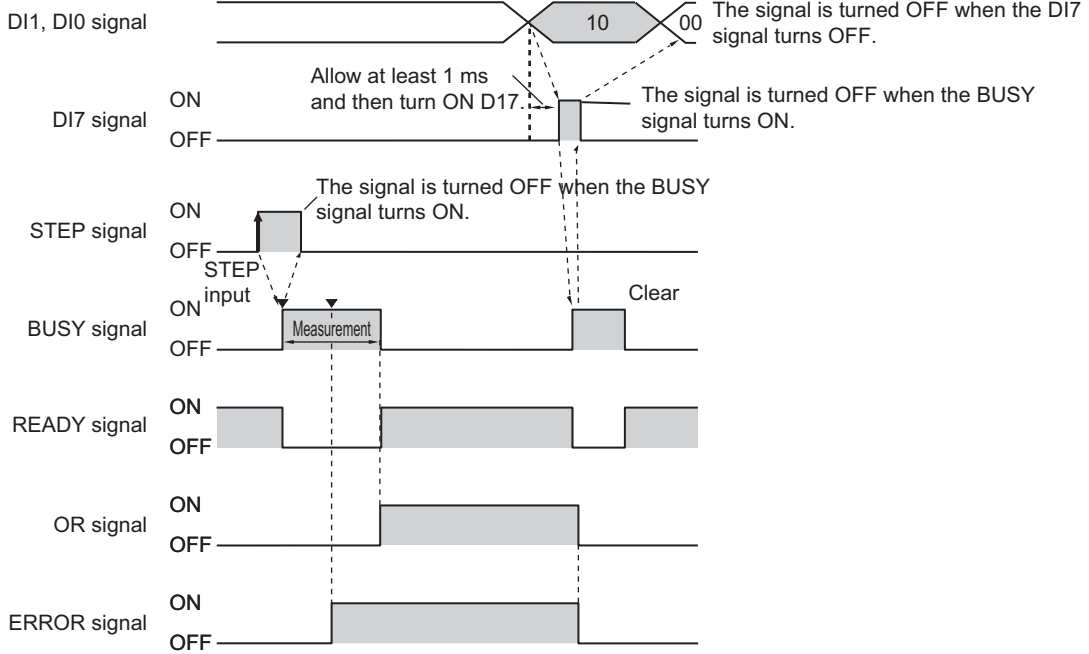 DI1, DI0 signal
10
00
The signal is turned OFF when the DI7
signal turns OFF.
Allow at least 1 ms
and then turn ON D17.
DI7 signal
ON
OFF
The signal is turned OFF when the BUSY
signal turns ON.
STEP signal
ON
OFF
The signal is turned OFF when the BUSY
signal turns ON.
STEP
input
BUSY signal
ON
OFF
Measurement
Clear
READY signal
ON
OFF
OR signal
ON
OFF
ERROR signal
ON
OFF